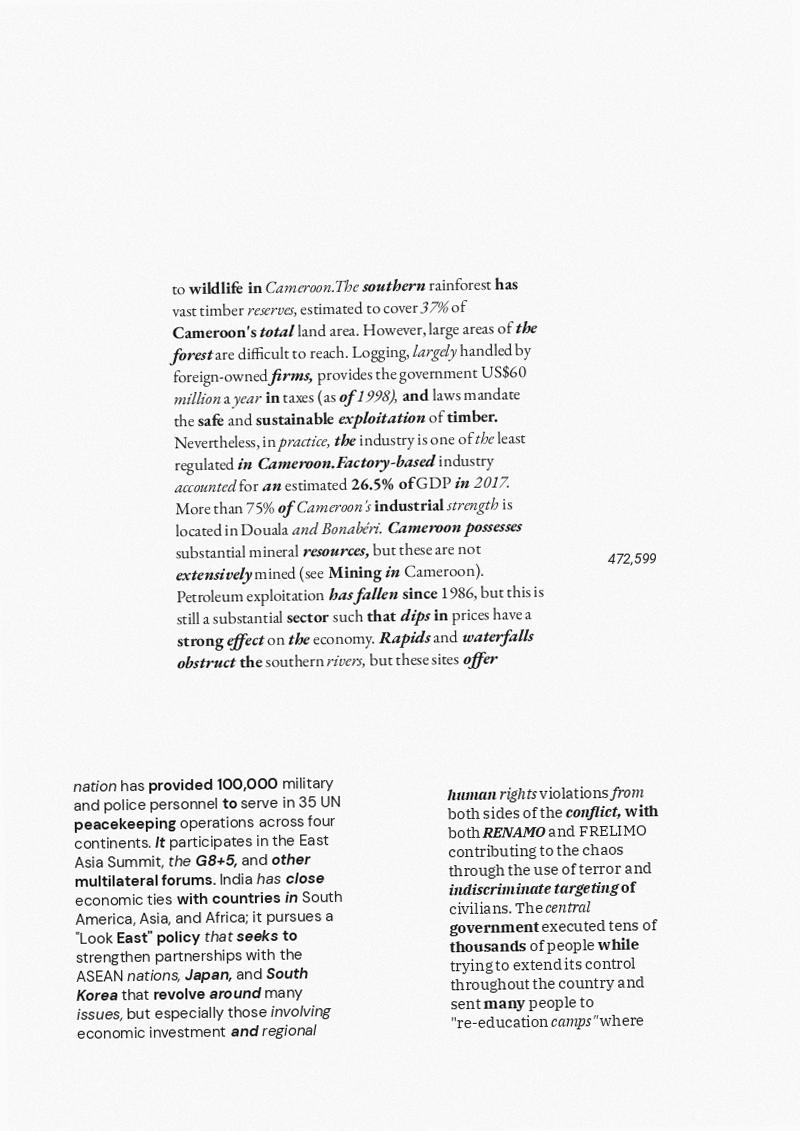 to wildlife in Cameroon.The southern rainforest has
vast timber reserves, estimated to cover 37% of
Cameroon's total land area. However, large areas of the
forest are difficult to reach. Logging, largely handled by
foreign-owned firms, provides the government US$60
million a year in taxes (as of 1998), and laws mandate
the safe and sustainable exploitation of timber.
Nevertheless, in practice, the industry is one of the least
regulated in Cameroon.Factory-based industry
accounted for an estimated 26.5% of GDP in 2017.
More than 75% of Cameroon's industrial strength is
located in Douala and Bonabéri. Cameroon possesses
substantial mineral resources, but these are not
extensively mined (see Mining in Cameroon).
Petroleum exploitation has fallen since 1986, but this is
still a substantial sector such that dips in prices have a
strong effect on the economy. Rapids and waterfalls
obstruct the southern rivers, but these sites offer
472,599
nation has provided 100,000 military
and police personnel to serve in 35 UN
peacekeeping operations across four
continents. It participates in the East
Asia Summit, the G8+5, and other
multilateral forums. India has close
economic ties with countries in South
America, Asia, and Africa; it pursues a
"Look East" policy that seeks to
strengthen partnerships with the
ASEAN nations, Japan, and South
Korea that revolve around many
issues, but especially those involving
economic investment and regional
human rights violations from
both sides of the conflict, with
both RENAMO and FRELIMO
contributing to the chaos
through the use of terror and
indiscriminate targeting of
civilians. The central
government executed tens of
thousands of people while
trying to extend its control
throughout the country and
sent many people to
"re-education camps" where